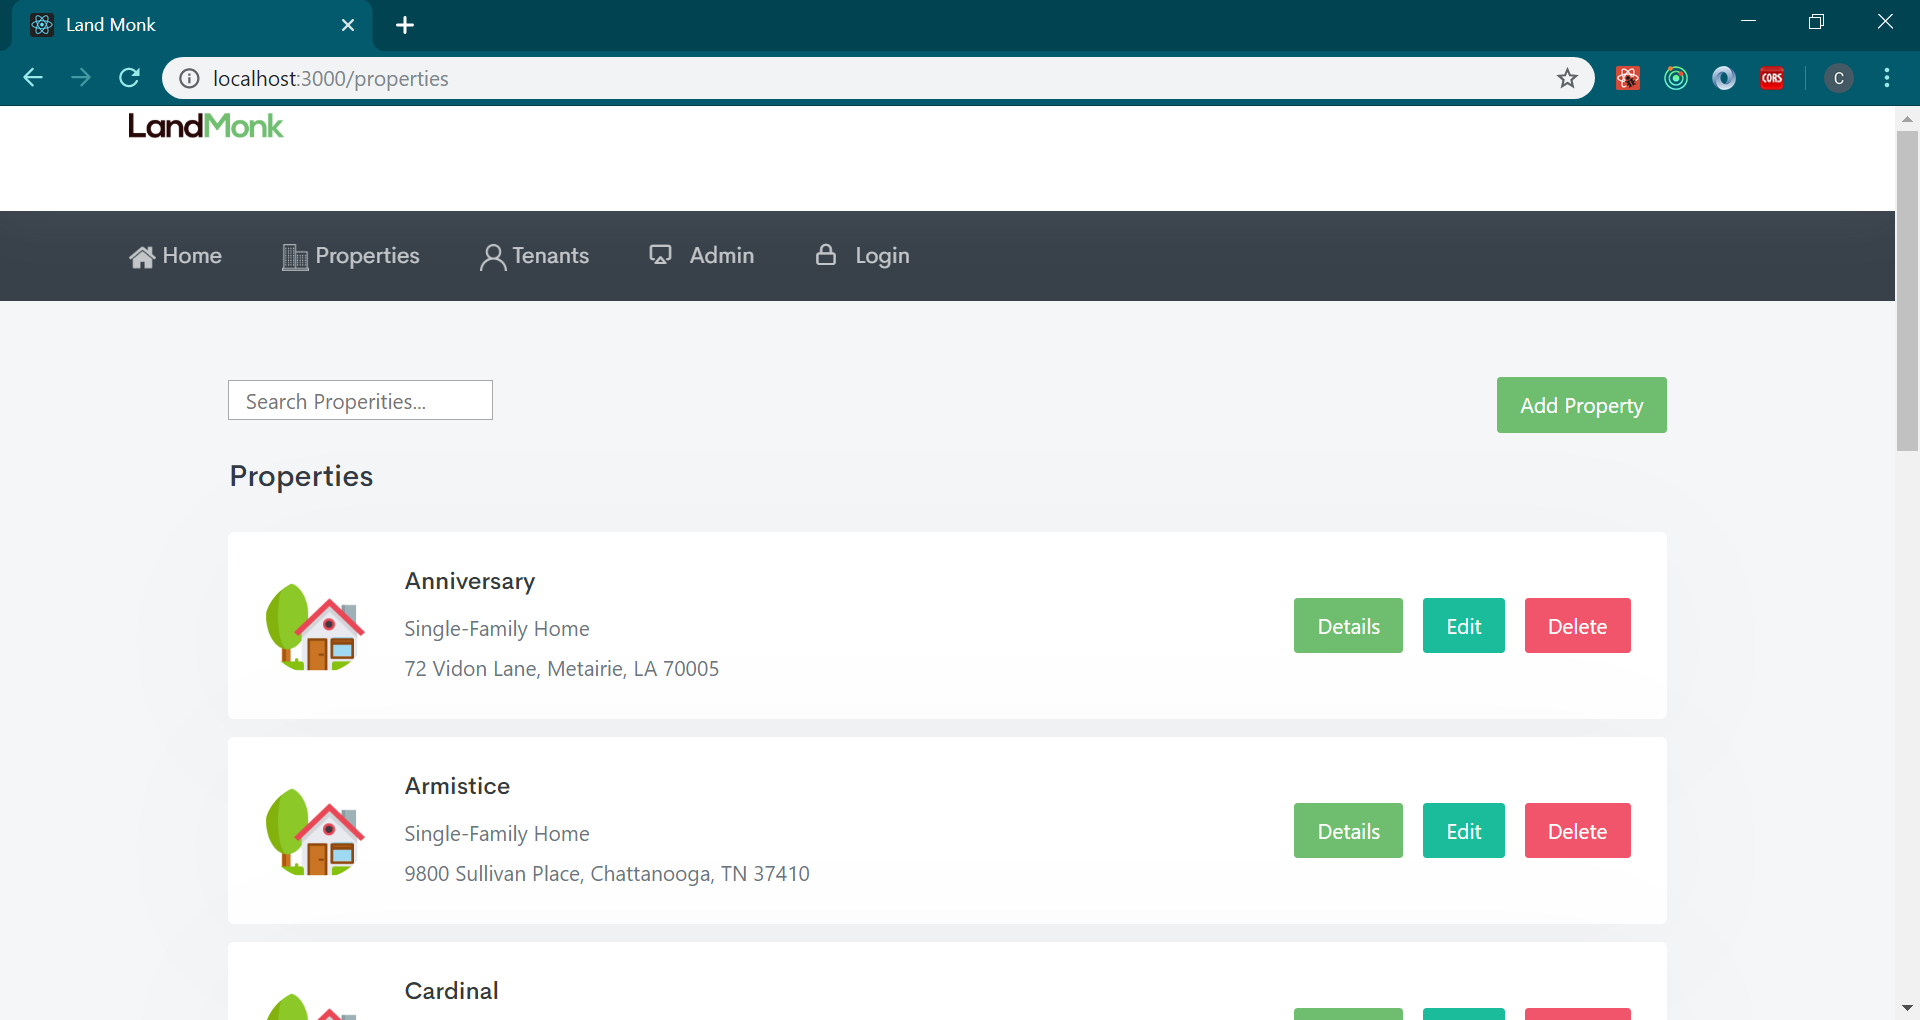 Land Monk
localhost:3000/properties
CORS
C
LandMonk
Home Properties Tenants Admin Login
Search Properities...
Add Property
Properties
Anniversary
Single-Family Home
72 Vidon Lane, Metairie, LA 70005
Details Edit Delete
Armistice
Single-Family Home
9800 Sullivan Place, Chattanooga, TN 37410
Details Edit Delete
Cardinal